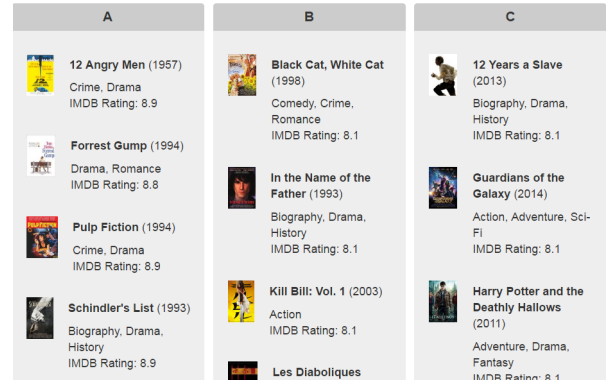 A
12 Angry Men (1957)
Crime, Drama
IMDB Rating: 8.9
Forrest Gump (1994)
Drama, Romance
IMDB Rating: 8.8
Pulp Fiction (1994)
Crime, Drama
IMDB Rating: 8.9
Schindler's List (1993)
Biography, Drama,
History
IMDB Rating: 8.9
B
Black Cat, White Cat
(1998)
Comedy, Crime,
Romance
IMDB Rating: 8.1
In the Name of the
Father (1993)
Biography, Drama,
History
IMDB Rating: 8.1
Kill Bill: Vol. 1 (2003)
Action
IMDB Rating: 8.1
Les Diaboliques
C
12 Years a Slave
(2013)
Biography, Drama,
History
IMDB Rating: 8.1
Guardians of the
Galaxy (2014)
Action, Adventure, Sci-
Fi
IMDB Rating: 8.1
Harry Potter and the
Deathly Hallows
(2011)
Adventure, Drama,
Fantasy
IMDB Rating: 8.1